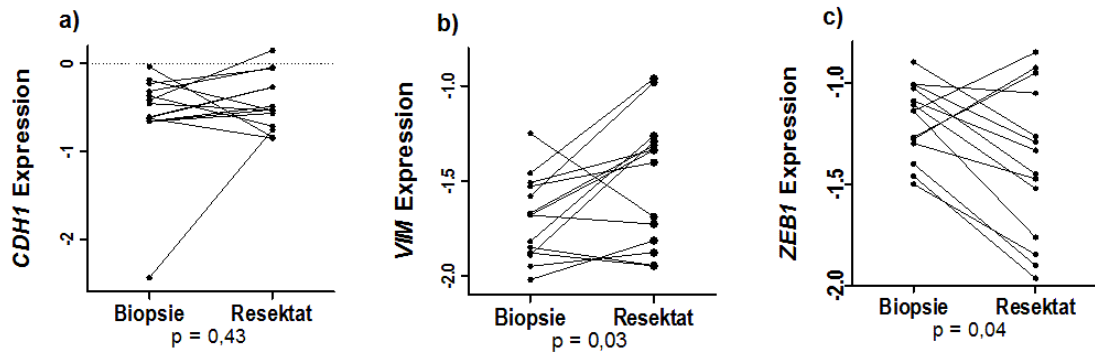 a)
CDH1 Expression
0
-1
-2
Biopsie Resektat
p = 0,43
b)
VIM Expression
-1.0
-1.5
-2.0
Biopsie Resektat
p = 0,03
c)
ZEB1 Expression
-1.0
-1.5
-2.0
Biopsie Resektat
p = 0,04